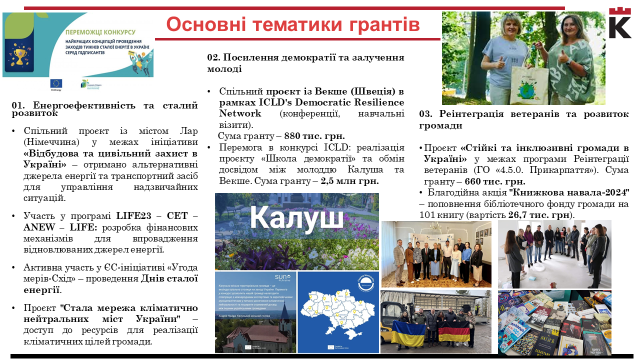 Основні тематики грантів
ПЕРЕМОЖЦІ КОНКУРСУ
НАЙКРАЩИХ КОНЦЕПЦІЙ ПРОВЕДЕННЯ
ЗАХОДІВ ТИЖНІВ СТАЛОЇ ЕНЕРГІЇ В УКРАЇНІ
СЕРЕД ПІДПИСАНТІВ
01. Енергоефективність та сталий
розвиток
• Спільний проєкт із містом Лар
(Німеччина) у межах ініціативи
«Відбудова та цивільний захист в
Україні» – отримано альтернативні
джерела енергії та транспортний засіб
для управління надзвичайних
ситуацій.
• Участь у програмі LIFE23 – CET –
ANEW – LIFE: розробка фінансових
механізмів для впровадження
відновлюваних джерел енергії.
• Активна участь у ЄС-ініціативі «Угода
мерів-Схід» – проведення Днів сталої
енергії.
• Проєкт "Стала мережа кліматично
нейтральних міст України" –
доступ до ресурсів для реалізації
кліматичних цілей громади.
02. Посилення демократії та залучення
молоді
• Спільний проєкт із Векше (Швеція) в
рамках ICLD's Democratic Resilience
Network (конференції, навчальні
візити).
Сума гранту – 880 тис. грн.
• Перемога в конкурсі ICLD: реалізація
проєкту «Школа демократії» та обмін
досвідом між молоддю Калуша та
Векше. Сума гранту – 2,5 млн грн.
03. Реінтеграція ветеранів та розвиток
громади
• Проєкт «Стійкі та інклюзивні громади в
Україні» у межах програми Реінтеграції
ветеранів (ГО «4.5.0. Прикарпаття»). Сума
гранту – 660 тис. грн.
• Благодійна акція "Книжкова навала-2024"
– поповнення бібліотечного фонду громади на
101 книгу (вартість 26,7 тис. грн).
Калуш